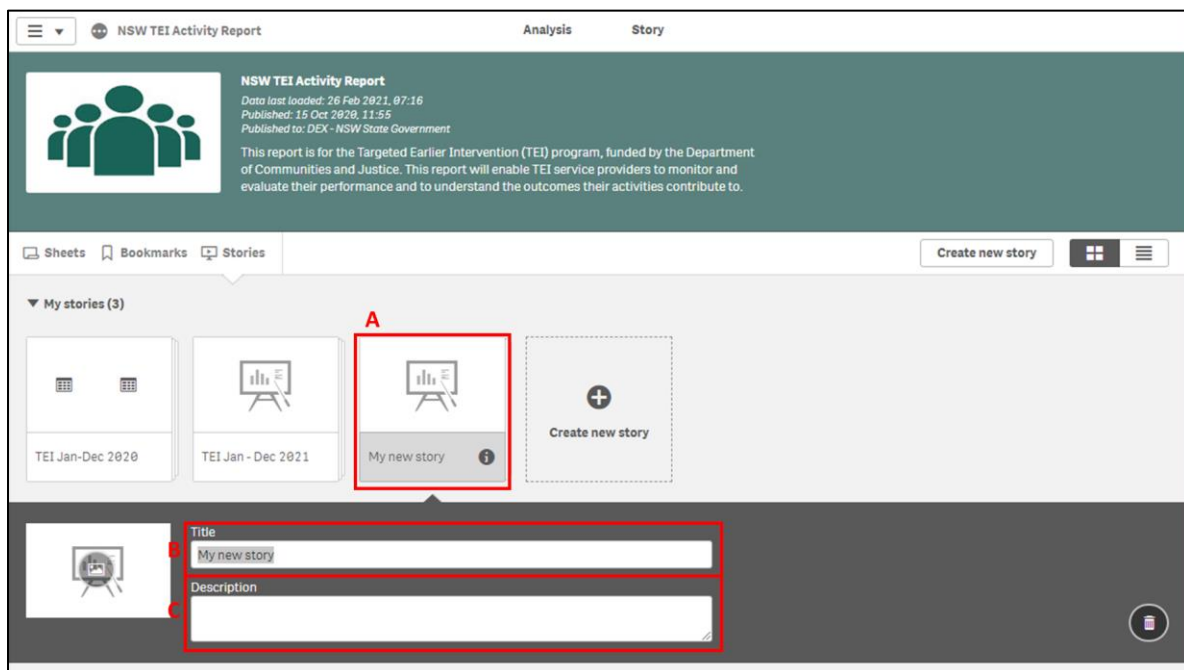 NSW TEI Activity Report
Analysis
Story
NSW TEI Activity Report
Data last loaded: 26 Feb 2021, 07:16
Published: 15 Oct 2020, 11:55
Published to: DEX - NSW State Government
This report is for the Targeted Earlier Intervention (TEI) program, funded by the Department
of Communities and Justice. This report will enable TEI service providers to monitor and
evaluate their performance and to understand the outcomes their activities contribute to.
Sheets
Bookmarks
Stories
Create new story
My stories (3)
A
TEI Jan-Dec 2020
TEI Jan - Dec 2021
My new story
Create new story
Title
B
My new story
Description
C